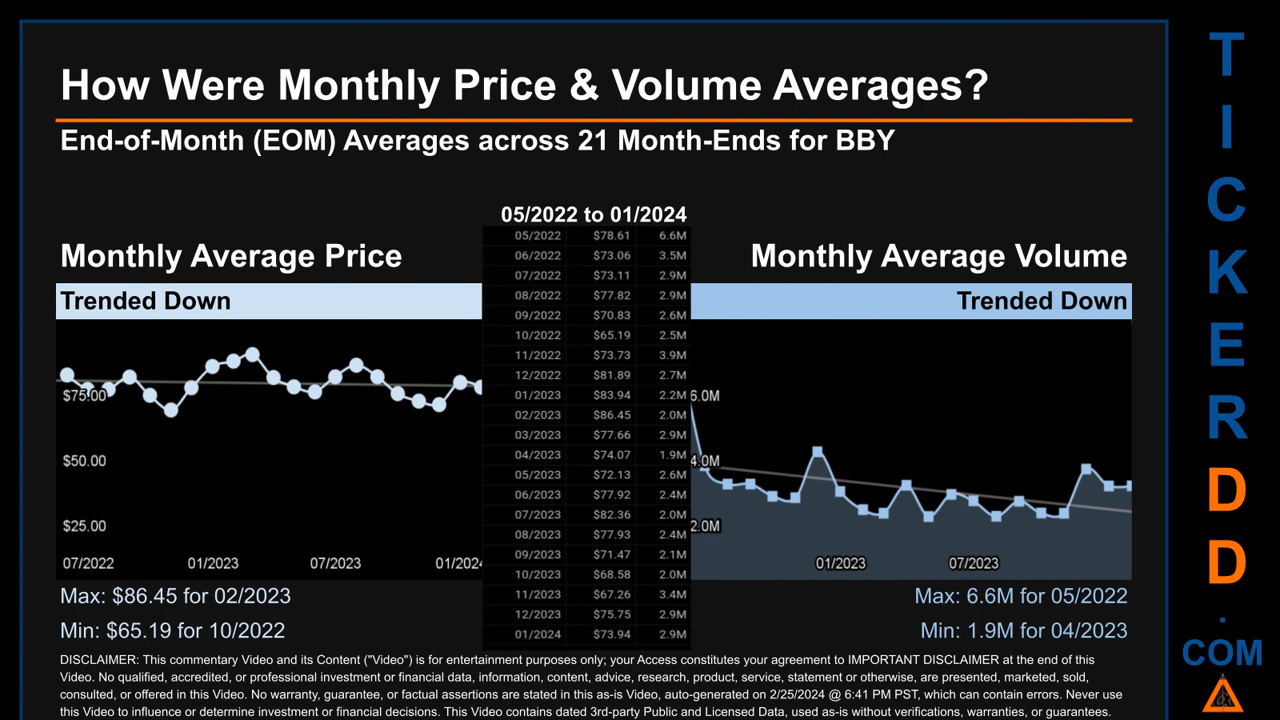 How Were Monthly Price & Volume Averages?
End-of-Month (EOM) Averages across 21 Month-Ends for BBY
05/2022 to 01/2024
Monthly Average Price
Monthly Average Volume
Trended Down
Trended Down
$75.00
$50.00
$25.00
07/2022 01/2023 07/2023 01/2024
05/2022 $78.61 6.6M
06/2022 $73.06 3.5M
07/2022 $73.11 2.9M
08/2022 $77.82 2.9M
09/2022 $70.83 2.6M
10/2022 $65.19 2.5M
11/2022 $73.73 3.9M
12/2022 $81.89 2.7M
01/2023 $83.94 2.2M
02/2023 $86.45 2.0M
03/2023 $77.66 2.9M
04/2023 $74.07 1.9M
05/2023 $72.13 2.6M
06/2023 $77.92 2.4M
07/2023 $82.36 2.0M
08/2023 $77.93 2.4M
09/2023 $71.47 2.1M
10/2023 $68.58 2.0M
11/2023 $67.26 3.4M
12/2023 $75.75 2.9M
01/2024 $73.94 2.9M
6.0M
4.0M
2.0M
01/2023 07/2023
Max: $86.45 for 02/2023
Min: $65.19 for 10/2022
Max: 6.6M for 05/2022
Min: 1.9M for 04/2023
DISCLAIMER: This commentary Video and its Content ("Video") is for entertainment purposes only; your Access constitutes your agreement to IMPORTANT DISCLAIMER at the end of this
Video. No qualified, accredited, or professional investment or financial data, information, content, advice, research, product, service, statement or otherwise, are presented, marketed, sold,
consulted, or offered in this Video. No warranty, guarantee, or factual assertions are stated in this as-is Video, auto-generated on 2/25/2024 @ 6:41 PM PST, which can contain errors. Never use
this Video to influence or determine investment or financial decisions. This Video contains dated 3rd-party Public and Licensed Data, used as-is without verifications, warranties, or guarantees.
T
I
C
K
E
R
D
D
.
COM